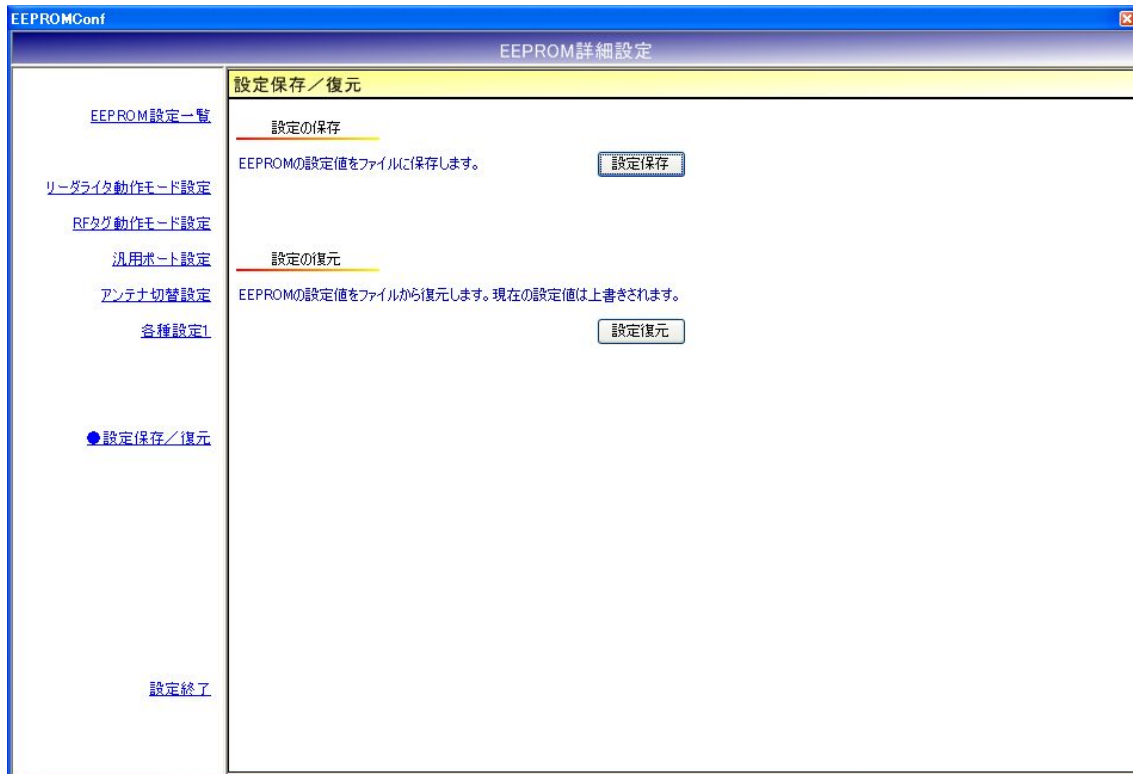 EEPROMConf
EEPROM詳細設定
EEPROM設定一覧
リーダライタ動作モード設定
RFタグ動作モード設定
汎用ポート設定
アンテナ切替設定
各種設定1
●設定保存／復元
設定終了
設定保存／復元
設定の保存
EEPROMの設定値をファイルに保存します。
設定保存
設定の復元
EEPROMの設定値をファイルから復元します。現在の設定値は上書きされます。
設定復元